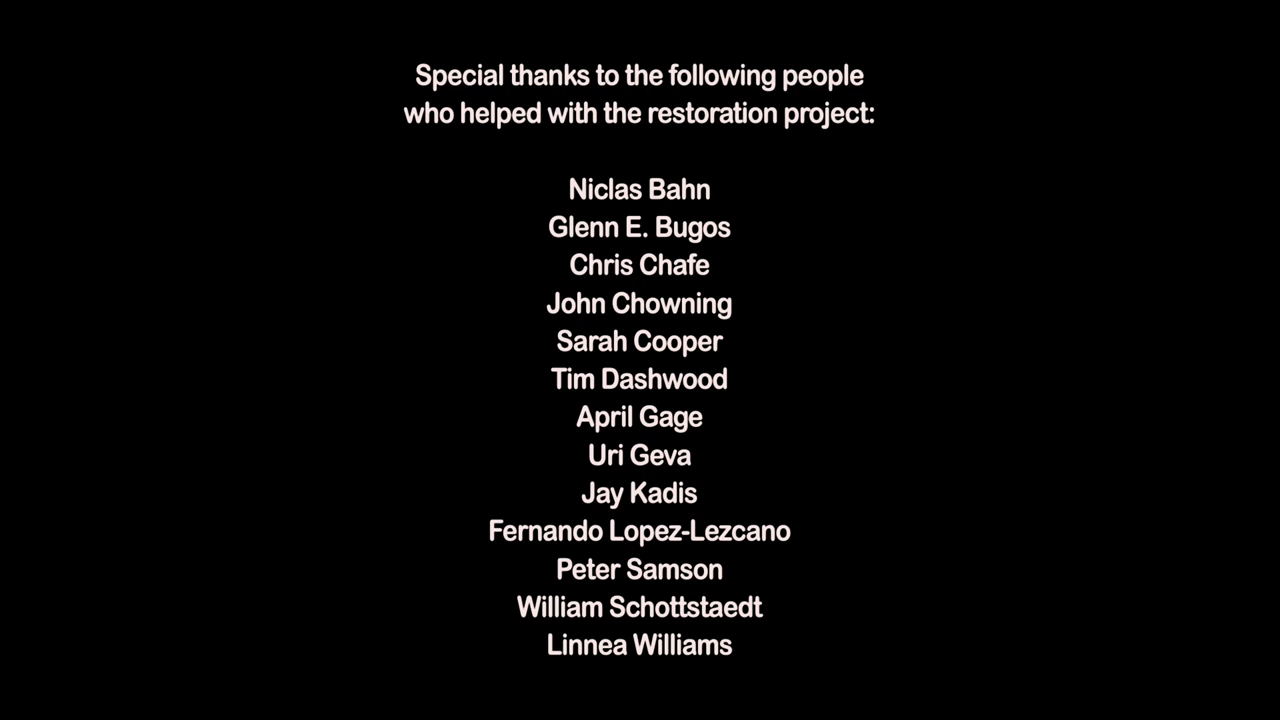 Special thanks to the following people
who helped with the restoration project:
Niclas Bahn
Glenn E. Bugos
Chris Chafe
John Chowning
Sarah Cooper
Tim Dashwood
April Gage
Uri Geva
Jay Kadis
Fernando Lopez-Lezcano
Peter Samson
William Schottstaedt
Linnea Williams